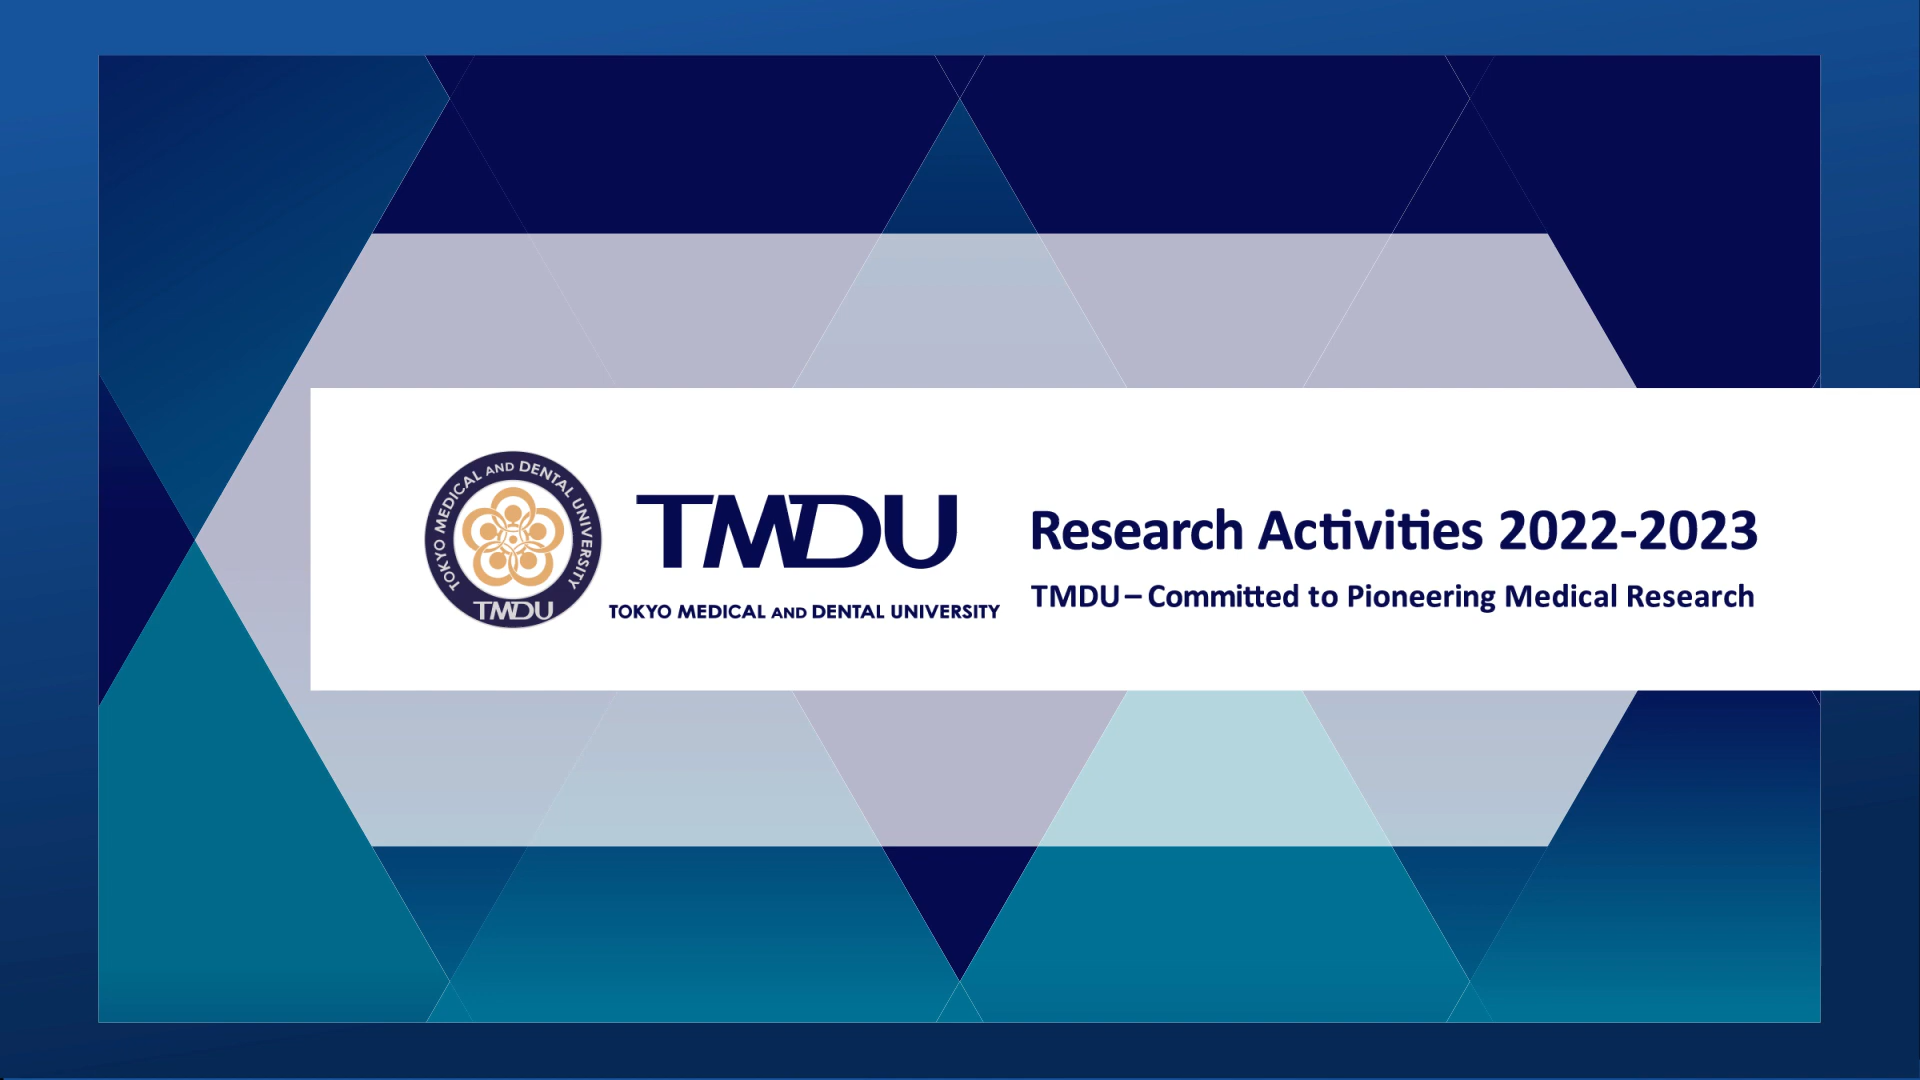 TOKYO MEDICAL AND DENTAL UNIVERSITY
TMDU
TMDU
TOKYO MEDICAL AND DENTAL UNIVERSITY
Research Activities 2022-2023
TMDU – Committed to Pioneering Medical Research